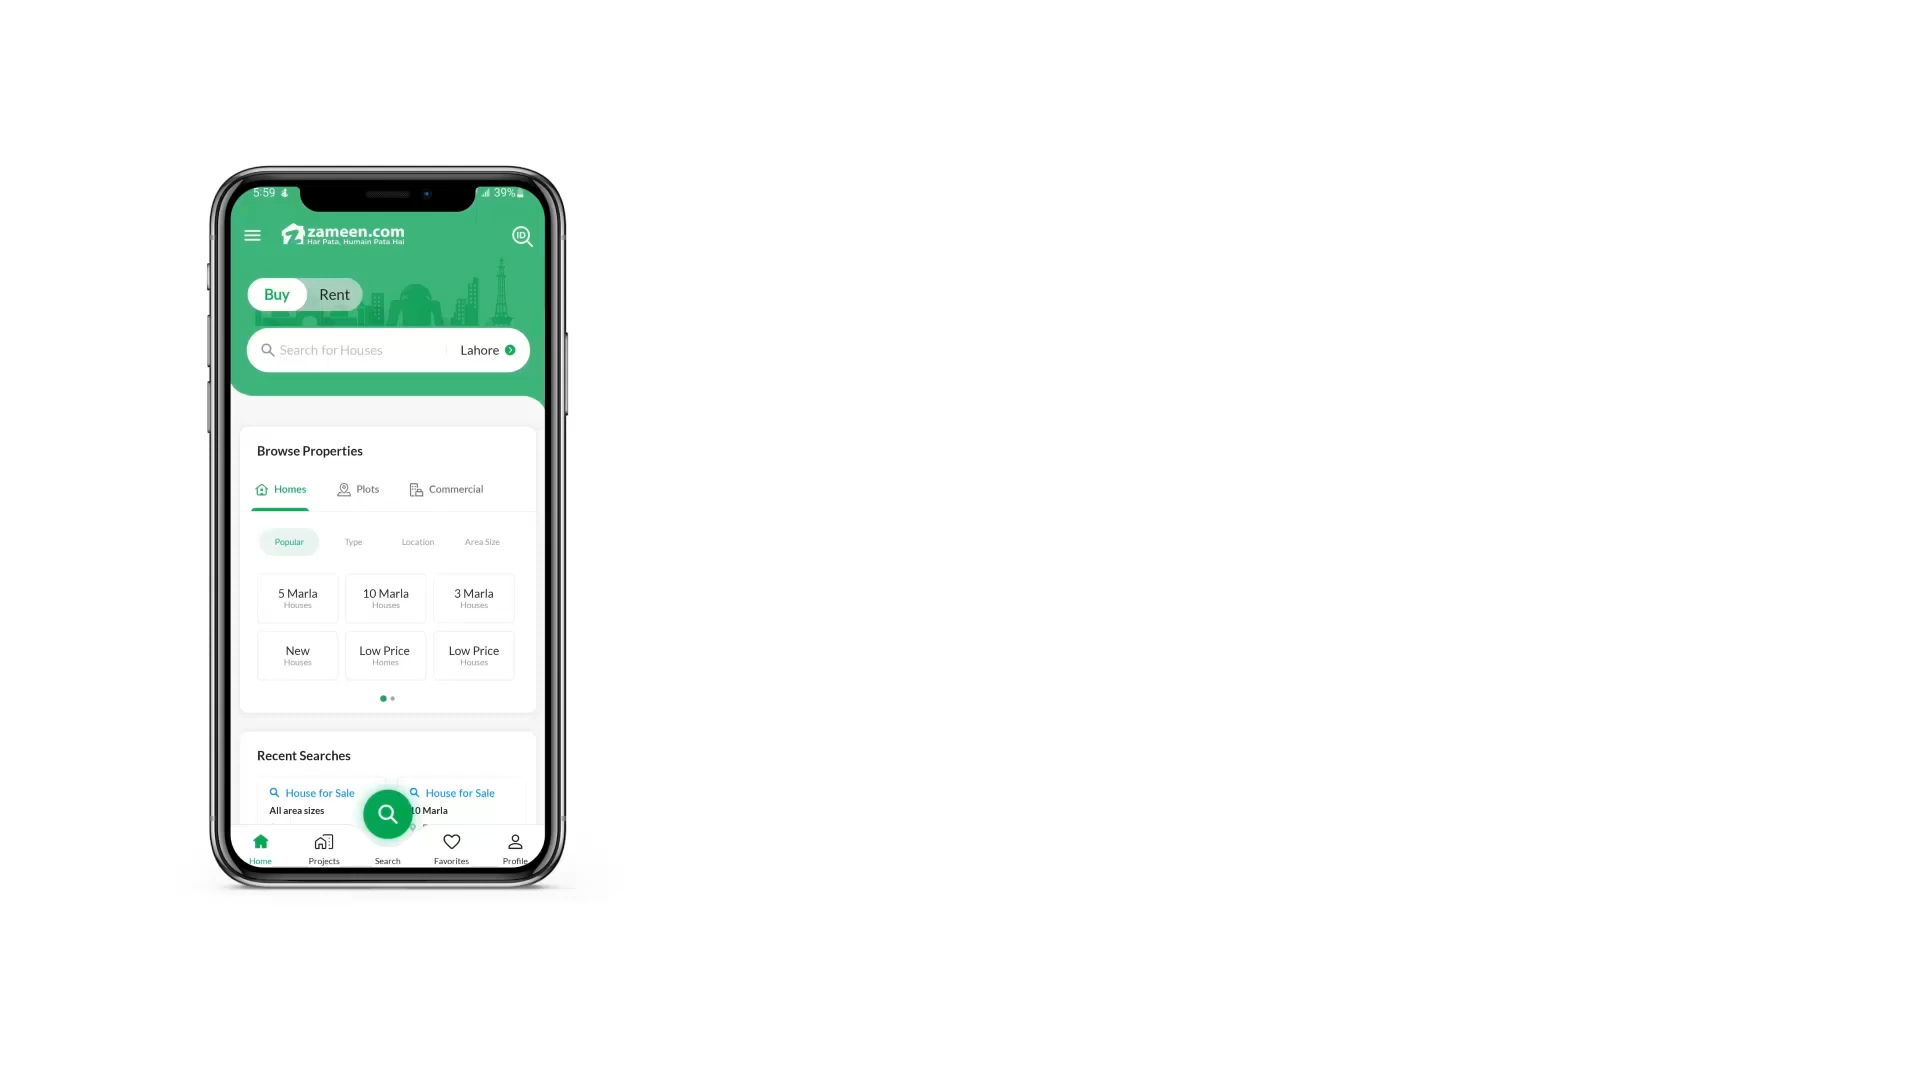 5:59 39%
zameen.com
Har Pata, Humain Pata Hai
ID
Buy Rent
Search for Houses Lahore
Browse Properties
Homes Plots Commercial
Popular Type Location Area Size
5 Marla 10 Marla 3 Marla
Houses Houses Houses
New Low Price Low Price
Houses Homes Houses
Recent Searches
House for Sale House for Sale
All area sizes 10 Marla
Home Projects Search Favorites Profile